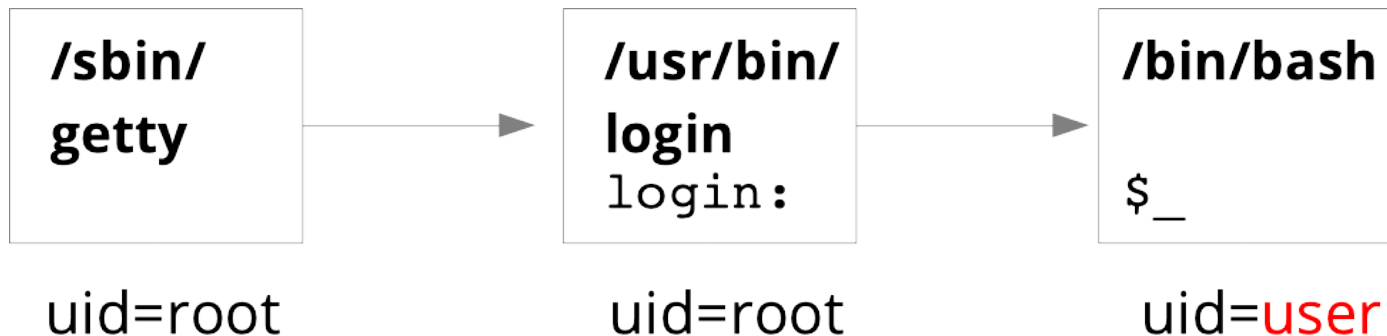 /sbin/
getty
/usr/bin/
login
login:
/bin/bash
$_
uid=root
uid=root
uid=user